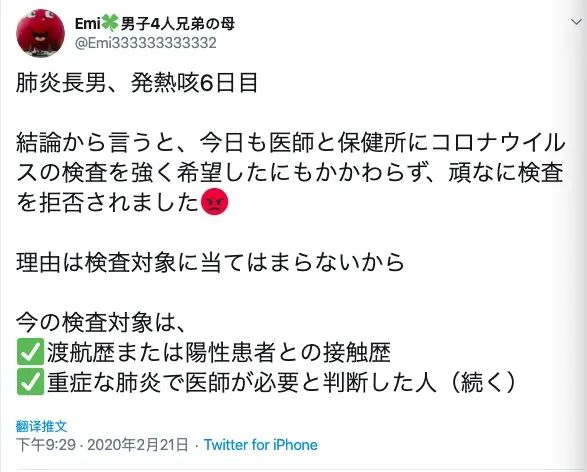 Emi🍀男子4人兄弟の母
@Emi333333333332
肺炎長男、発熱咳6日目
結論から言うと、今日も医師と保健所にコロナウイル
スの検査を強く希望したにもかかわらず、頑なに検査
を拒否されました😡
理由は検査対象に当てはまらないから
今の検査対象は、
✅渡航歴または陽性患者との接触歴
✅重症な肺炎で医師が必要と判断した人（続く）
翻译推文
下午9:29 · 2020年2月21日 · Twitter for iPhone